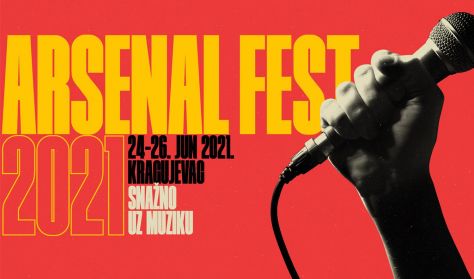 ARSENAL FEST
2021
24-26. JUN 2021.
KRAGUJEVAC
SNAŽNO
UZ MUZIKU